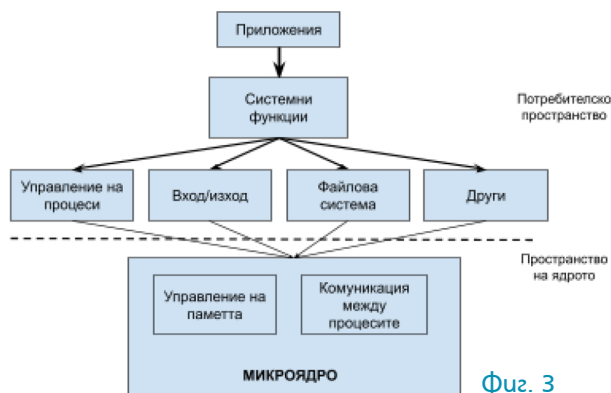 Приложения
Системни
функции
Потребителско
пространство
Управление на
процеси
Вход/изход
Файлова
система
Други
Пространство
на ядрото
Управление на
паметта
Комуникация
между
процесите
МИКРОЯДРО
Фиг. 3